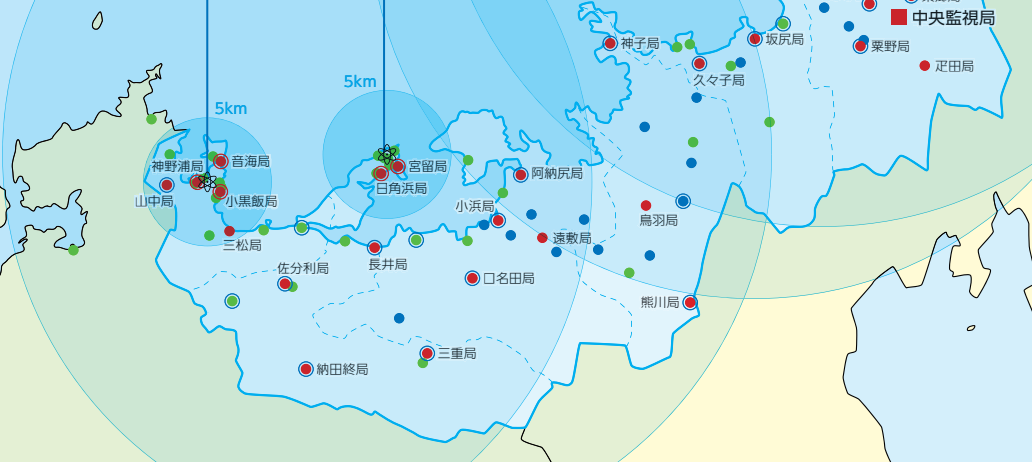 中央監視局
神子局
坂尻局
粟野局
疋田局
久々子局
5km
5km
神野浦局
音海局
宮留局
日角浜局
阿納尻局
山中局
小黒飯局
小浜局
鳥羽局
三松局
遠敷局
長井局
佐分利局
口名田局
熊川局
三重局
納田終局